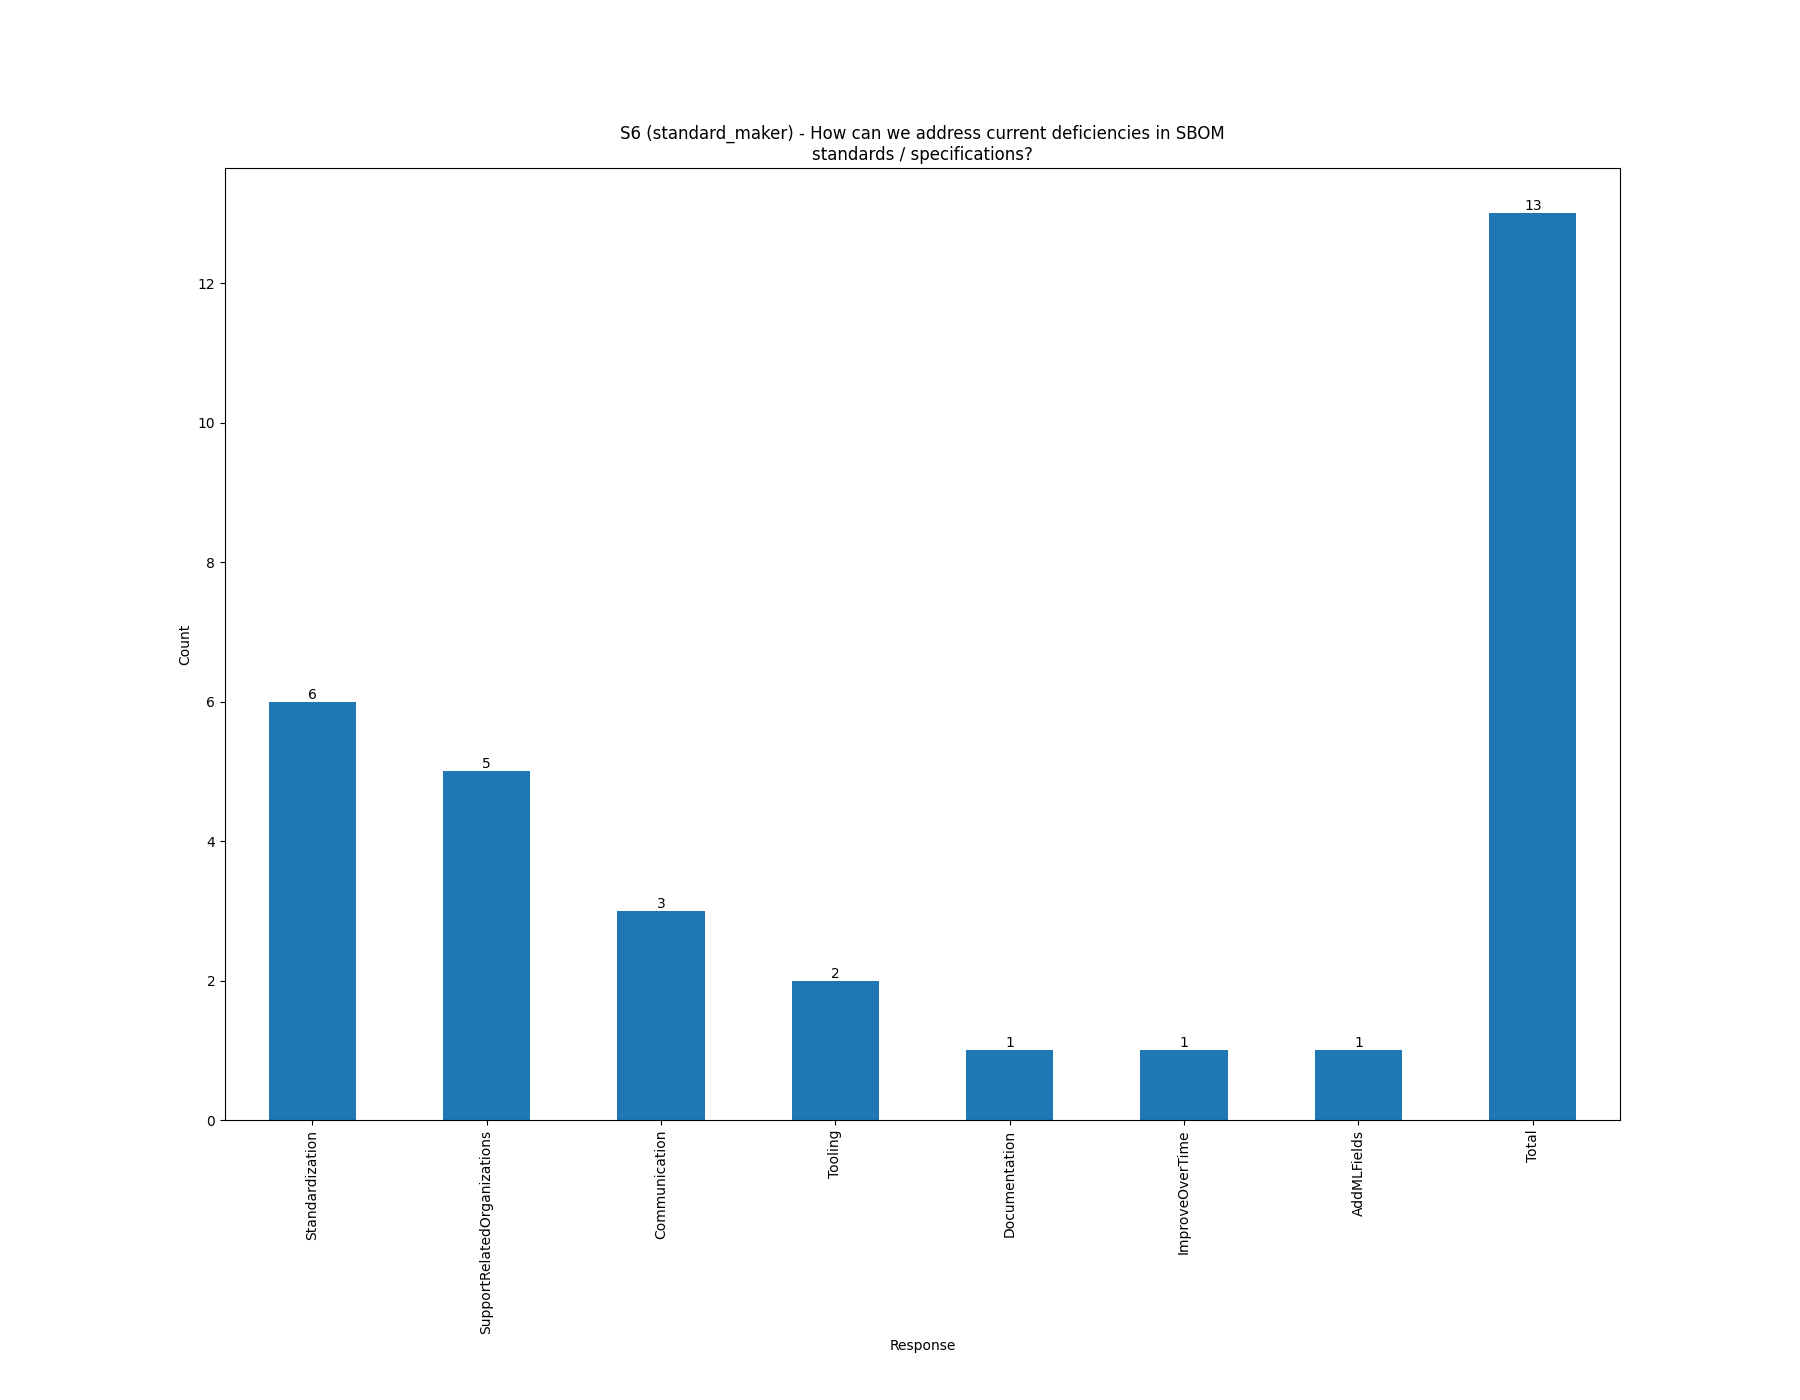 S6 (standard_maker) - How can we address current deficiencies in SBOM
standards / specifications?
Count
12
10
8
6
4
2
0
6
5
3
2
1
1
1
13
Standardization
SupportRelatedOrganizations
Communication
Tooling
Documentation
ImproveOverTime
AddMLFields
Total
Response